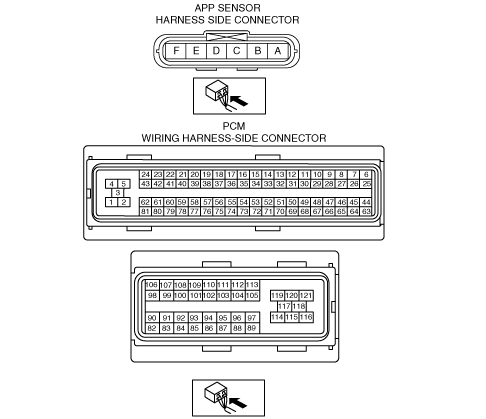 APP SENSOR
HARNESS SIDE CONNECTOR
F E D C B A
PCM
WIRING HARNESS-SIDE CONNECTOR
24 23 22 21 20 19 18 17 16 15 14 13 12 11 10 9 8 7 6
4 5 43 42 41 40 39 38 37 36 35 34 33 32 31 30 29 28 27 26 25
3
1 2 62 61 60 59 58 57 56 55 54 53 52 51 50 49 48 47 46 45 44
81 80 79 78 77 76 75 74 73 72 71 70 69 68 67 66 65 64 63
106 107 108 109 110 111 112 113
98 99 100 101 102 103 104 105 119 120 121
117 118
90 91 92 93 94 95 96 97 114 115 116
82 83 84 85 86 87 88 89